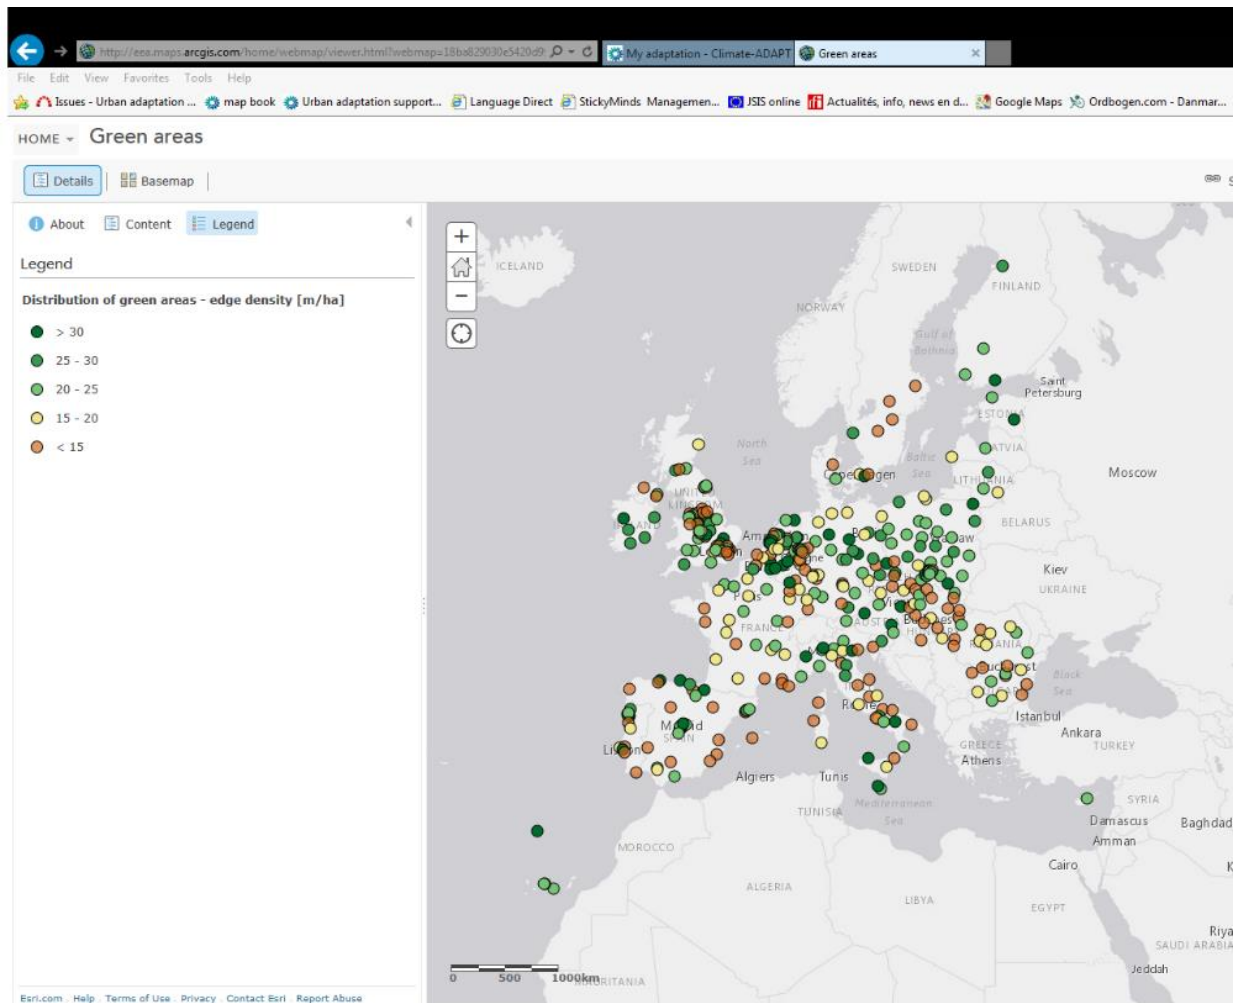 http://eea.maps.arcgis.com/home/webmap/viewer.html?webmap=18ba829030e5420d9
My adaptation - Climate-ADAPT
Green areas
File Edit View Favorites Tools Help
Issues - Urban adaptation ... map book Urban adaptation support... Language Direct StickyMinds Managemen... JSIS online Actualités, info, news en d... Google Maps Ordbogen.com - Danmar...
HOME Green areas
Details Basemap
About Content Legend
Legend
Distribution of green areas - edge density [m/ha]
> 30
25 - 30
20 - 25
15 - 20
< 15
ICELAND
SWEDEN
FINLAND
NORWAY
Gulf of
Bothnia
Saint
Petersburg
ESTONIA
North
Sea
Baltic
Sea
Moscow
LITHUANIA
UNITED
KINGDOM
BELARUS
Kiev
UKRAINE
FRANCE
Black
Sea
Istanbul
Ankara
TURKEY
GREECE
Athens
Madrid
SPAIN
Algiers
Tunis
TUNISIA
Mediterranean
Sea
SYRIA
Damascus
Baghdad
Amman
Cairo
MOROCCO
ALGERIA
LIBYA
EGYPT
SAUDI ARABIA
Jeddah
0 500 1000km
Esri.com . Help . Terms of Use . Privacy . Contact Esri . Report Abuse